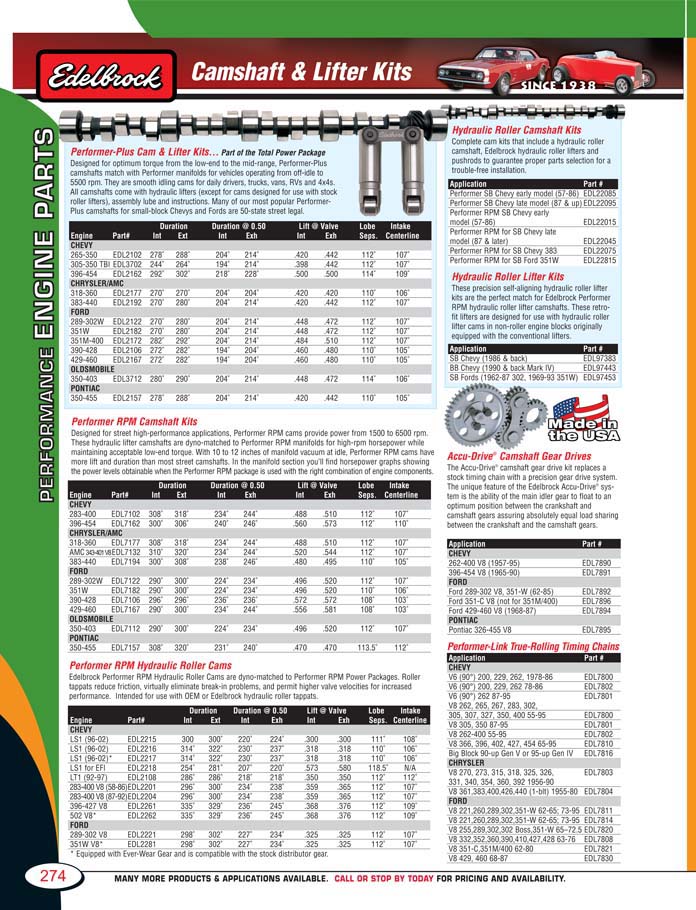 Edelbrock
Camshaft & Lifter Kits
SINCE 1938
PERFORMANCE ENGINE PARTS
Performer-Plus Cam & Lifter Kits… Part of the Total Power Package
Designed for optimum torque from the low-end to the mid-range, Performer-Plus
camshafts match with Performer manifolds for vehicles operating from off-idle to
5500 rpm. They are smooth idling cams for daily drivers, trucks, vans, RVs and 4x4s.
All camshafts come with hydraulic lifters (except for cams designed for use with stock
roller lifters), assembly lube and instructions. Many of our most popular Performer-
Plus camshafts for small-block Chevys and Fords are 50-state street legal.
Duration Duration @ 0.50 Lift @ Valve Lobe Intake
Engine Part# Int Ext Int Exh Int Exh Seps. Centerline
CHEVY
265-350 EDL2102 278˚ 288˚ 204˚ 214˚ .420 .442 112˚ 107˚
305-350 TBI EDL3702 244˚ 264˚ 194˚ 214˚ .398 .442 112˚ 107˚
396-454 EDL2162 292˚ 302˚ 218˚ 228˚ .500 .500 114˚ 109˚
CHRYSLER/AMC
318-360 EDL2177 270˚ 270˚ 204˚ 204˚ .420 .420 110˚ 106˚
383-440 EDL2192 270˚ 280˚ 204˚ 214˚ .420 .442 112˚ 107˚
FORD
289-302W EDL2122 270˚ 280˚ 204˚ 214˚ .448 .472 112˚ 107˚
351W EDL2182 270˚ 280˚ 204˚ 214˚ .448 .472 112˚ 107˚
351M-400 EDL2172 282˚ 292˚ 204˚ 214˚ .484 .510 112˚ 107˚
390-428 EDL2106 272˚ 282˚ 194˚ 204˚ .460 .480 110˚ 105˚
429-460 EDL2167 272˚ 282˚ 194˚ 204˚ .460 .480 110˚ 105˚
OLDSMOBILE
350-403 EDL3712 280˚ 290˚ 204˚ 214˚ .448 .472 114˚ 106˚
PONTIAC
350-455 EDL2157 278˚ 288˚ 204˚ 214˚ .420 .442 110˚ 105˚
Performer RPM Camshaft Kits
Designed for street high-performance applications, Performer RPM cams provide power from 1500 to 6500 rpm.
These hydraulic lifter camshafts are dyno-matched to Performer RPM manifolds for high-rpm horsepower while
maintaining acceptable low-end torque. With 10 to 12 inches of manifold vacuum at idle, Performer RPM cams have
more lift and duration than most street camshafts. In the manifold section you'll find horsepower graphs showing
the power levels obtainable when the Performer RPM package is used with the right combination of engine components.
Duration Duration @ 0.50 Lift @ Valve Lobe Intake
Engine Part# Int Ext Int Exh Int Exh Seps. Centerline
CHEVY
283-400 EDL7102 308˚ 318˚ 234˚ 244˚ .488 .510 112˚ 107˚
396-454 EDL7162 300˚ 306˚ 240˚ 246˚ .560 .573 112˚ 110˚
CHRYSLER/AMC
318-360 EDL7177 308˚ 318˚ 234˚ 244˚ .488 .510 112˚ 107˚
AMC 343-401 V8 EDL7132 310˚ 320˚ 234˚ 244˚ .520 .544 112˚ 107˚
383-440 EDL7194 300˚ 308˚ 238˚ 246˚ .480 .495 110˚ 105˚
FORD
289-302W EDL7122 290˚ 300˚ 224˚ 234˚ .496 .520 112˚ 107˚
351W EDL7182 290˚ 300˚ 224˚ 234˚ .496 .520 110˚ 106˚
390-428 EDL7106 296˚ 296˚ 236˚ 236˚ .572 .572 108˚ 103˚
429-460 EDL7167 290˚ 300˚ 234˚ 244˚ .556 .581 108˚ 103˚
OLDSMOBILE
350-403 EDL7112 290˚ 300˚ 224˚ 234˚ .496 .520 112˚ 107˚
PONTIAC
350-455 EDL7157 308˚ 320˚ 231˚ 240˚ .470 .470 113.5˚ 112˚
Performer RPM Hydraulic Roller Cams
Edelbrock Performer RPM Hydraulic Roller Cams are dyno-matched to Performer RPM Power Packages. Roller
tappets reduce friction, virtually eliminate break-in problems, and permit higher valve velocities for increased
performance. Intended for use with OEM or Edelbrock hydraulic roller tappets.
Duration Duration @ 0.50 Lift @ Valve Lobe Intake
Engine Part# Int Ext Int Exh Int Exh Seps. Centerline
CHEVY
LS1 (96-02) EDL2215 300 300˚ 220˚ 224˚ .300 .300 111˚ 108˚
LS1 (96-02) EDL2216 314˚ 322˚ 230˚ 237˚ .318 .318 110˚ 106˚
LS1 (96-02)* EDL2217 314˚ 322˚ 230˚ 237˚ .318 .318 110˚ 106˚
LS1 for EFI EDL2218 254˚ 281˚ 207˚ 220˚ .573 .580 118.5˚ N/A
LT1 (92-97) EDL2108 286˚ 286˚ 218˚ 218˚ .350 .350 112˚ 112˚
283-400 V8 (58-86) EDL2201 296˚ 300˚ 234˚ 238˚ .359 .365 112˚ 107˚
283-400 V8 (87-92) EDL2204 296˚ 300˚ 234˚ 238˚ .359 .365 112˚ 107˚
396-427 V8 EDL2261 335˚ 329˚ 236˚ 245˚ .368 .376 112˚ 109˚
502 V8* EDL2262 335˚ 329˚ 236˚ 245˚ .368 .376 112˚ 109˚
FORD
289-302 V8 EDL2221 298˚ 302˚ 227˚ 234˚ .325 .325 112˚ 107˚
351W V8* EDL2281 298˚ 302˚ 227˚ 234˚ .325 .325 112˚ 107˚
* Equipped with Ever-Wear Gear and is compatible with the stock distributor gear.
Hydraulic Roller Camshaft Kits
Complete cam kits that include a hydraulic roller
camshaft, Edelbrock hydraulic roller lifters and
pushrods to guarantee proper parts selection for a
trouble-free installation.
Application Part #
Performer SB Chevy early model (57-86) EDL22085
Performer SB Chevy late model (87 & up) EDL22095
Performer RPM SB Chevy early
model (57-86) EDL22015
Performer RPM for SB Chevy late
model (87 & later) EDL22045
Performer RPM for SB Chevy 383 EDL22075
Performer RPM for SB Ford 351W EDL22815
Hydraulic Roller Lifter Kits
These precision self-aligning hydraulic roller lifter
kits are the perfect match for Edelbrock Performer
RPM hydraulic roller lifter camshafts. These retro-
fit lifters are designed for use with hydraulic roller
lifter cams in non-roller engine blocks originally
equipped with the conventional lifters.
Application Part #
SB Chevy (1986 & back) EDL97383
BB Chevy (1990 & back Mark IV) EDL97443
SB Fords (1962-87 302, 1969-93 351W) EDL97453
Made in
the USA
Accu-Drive® Camshaft Gear Drives
The Accu-Drive® camshaft gear drive kit replaces a
stock timing chain with a precision gear drive system.
The unique feature of the Edelbrock Accu-Drive® sys-
tem is the ability of the main idler gear to float to an
optimum position between the crankshaft and
camshaft gears assuring absolutely equal load sharing
between the crankshaft and the camshaft gears.
Application Part #
CHEVY
262-400 V8 (1957-95) EDL7890
396-454 V8 (1965-90) EDL7891
FORD
Ford 289-302 V8, 351-W (62-85) EDL7892
Ford 351-C V8 (not for 351M/400) EDL7896
Ford 429-460 V8 (1968-87) EDL7894
PONTIAC
Pontiac 326-455 V8 EDL7895
Performer-Link True-Rolling Timing Chains
Application Part #
CHEVY
V6 (90°) 200, 229, 262, 1978-86 EDL7800
V6 (90°) 200, 229, 262 78-86 EDL7802
V6 (90°) 262 87-95 EDL7801
V8 262, 265, 267, 283, 302,
305, 307, 327, 350, 400 55-95 EDL7800
V8 305, 350 87-95 EDL7801
V8 262-400 55-92 EDL7802
V8 366, 396, 402, 427, 454 65-95 EDL7810
Big Block 90-up Gen V or 95-up Gen IV EDL7816
CHRYSLER
V8 270, 273, 315, 318, 325, 326, EDL7803
331, 340, 354, 360, 392 1956-90
V8 361,383,400,426,440 (1-blt) 1955-80 EDL7804
FORD
V8 221,260,289,302,351-W 62-65; 73-95 EDL7811
V8 221,260,289,302,351-W 62-65; 73-95 EDL7814
V8 255,289,302,302 Boss,351-W 65–72.5 EDL7820
V8 332,352,360,390,410,427,428 63-76 EDL7808
V8 351-C,351M/400 62-80 EDL7821
V8 429, 460 68-87 EDL7830
274
MANY MORE PRODUCTS & APPLICATIONS AVAILABLE. CALL OR STOP BY TODAY FOR PRICING AND AVAILABILITY.